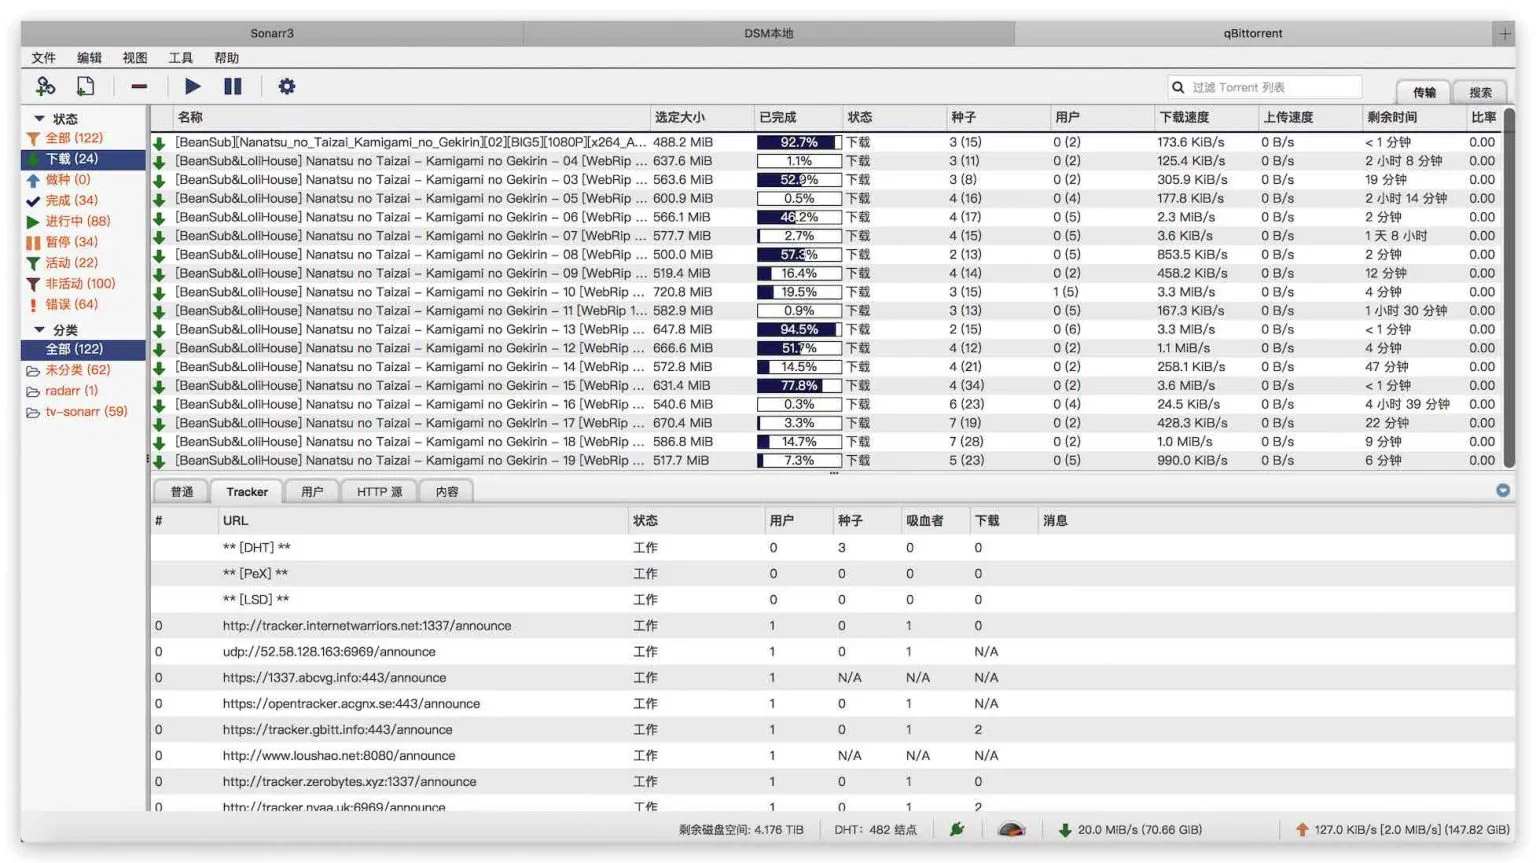 Sonarr3 DSM本地 qBittorrent
文件 编辑 视图 工具 帮助
过滤 Torrent 列表 传输 搜索
状态
全部 (122)
下载 (24)
做种 (0)
完成 (34)
进行中 (88)
暂停 (34)
活动 (22)
非活动 (100)
错误 (64)
分类
全部 (122)
未分类 (62)
radarr (1)
tv-sonarr (59)
名称 选定大小 已完成 状态 种子 用户 下载速度 上传速度 剩余时间 比率
[BeanSub][Nanatsu_no_Taizai_Kamigami_no_Gekirin][02][BIG5][1080P][x264_A... 488.2 MiB 92.7% 下载 3 (15) 0 (2) 173.6 KiB/s 0 B/s < 1 分钟 0.00
[BeanSub&LoliHouse] Nanatsu no Taizai – Kamigami no Gekirin – 04 [WebRip ... 637.6 MiB 1.1% 下载 3 (11) 0 (2) 125.4 KiB/s 0 B/s 2 小时 8 分钟 0.00
[BeanSub&LoliHouse] Nanatsu no Taizai – Kamigami no Gekirin – 03 [WebRip ... 563.6 MiB 52.9% 下载 3 (8) 0 (2) 305.9 KiB/s 0 B/s 19 分钟 0.00
[BeanSub&LoliHouse] Nanatsu no Taizai – Kamigami no Gekirin – 05 [WebRip ... 600.9 MiB 0.5% 下载 4 (16) 0 (4) 177.8 KiB/s 0 B/s 2 小时 14 分钟 0.00
[BeanSub&LoliHouse] Nanatsu no Taizai – Kamigami no Gekirin – 06 [WebRip ... 566.1 MiB 46.2% 下载 4 (17) 0 (5) 2.3 MiB/s 0 B/s 2 分钟 0.00
[BeanSub&LoliHouse] Nanatsu no Taizai – Kamigami no Gekirin – 07 [WebRip ... 577.7 MiB 2.7% 下载 4 (15) 0 (5) 3.6 KiB/s 0 B/s 1 天 8 小时 0.00
[BeanSub&LoliHouse] Nanatsu no Taizai – Kamigami no Gekirin – 08 [WebRip ... 500.0 MiB 57.3% 下载 2 (13) 0 (5) 853.5 KiB/s 0 B/s 2 分钟 0.00
[BeanSub&LoliHouse] Nanatsu no Taizai – Kamigami no Gekirin – 09 [WebRip ... 519.4 MiB 16.4% 下载 4 (14) 0 (2) 458.2 KiB/s 0 B/s 12 分钟 0.00
[BeanSub&LoliHouse] Nanatsu no Taizai – Kamigami no Gekirin – 10 [WebRip ... 720.8 MiB 19.5% 下载 3 (15) 1 (5) 3.3 MiB/s 0 B/s 4 分钟 0.00
[BeanSub&LoliHouse] Nanatsu no Taizai – Kamigami no Gekirin – 11 [WebRip 1... 582.9 MiB 0.9% 下载 3 (13) 0 (5) 167.3 KiB/s 0 B/s 1 小时 30 分钟 0.00
[BeanSub&LoliHouse] Nanatsu no Taizai – Kamigami no Gekirin – 13 [WebRip ... 647.8 MiB 94.5% 下载 2 (15) 0 (6) 3.3 MiB/s 0 B/s < 1 分钟 0.00
[BeanSub&LoliHouse] Nanatsu no Taizai – Kamigami no Gekirin – 12 [WebRip ... 666.6 MiB 51.7% 下载 4 (12) 0 (2) 1.1 MiB/s 0 B/s 4 分钟 0.00
[BeanSub&LoliHouse] Nanatsu no Taizai – Kamigami no Gekirin – 14 [WebRip ... 572.8 MiB 14.5% 下载 4 (21) 0 (2) 258.1 KiB/s 0 B/s 47 分钟 0.00
[BeanSub&LoliHouse] Nanatsu no Taizai – Kamigami no Gekirin – 15 [WebRip ... 631.4 MiB 77.8% 下载 4 (34) 0 (2) 3.6 MiB/s 0 B/s < 1 分钟 0.00
[BeanSub&LoliHouse] Nanatsu no Taizai – Kamigami no Gekirin – 16 [WebRip ... 540.6 MiB 0.3% 下载 6 (23) 0 (4) 24.5 KiB/s 0 B/s 4 小时 39 分钟 0.00
[BeanSub&LoliHouse] Nanatsu no Taizai – Kamigami no Gekirin – 17 [WebRip ... 670.4 MiB 3.3% 下载 7 (19) 0 (2) 428.3 KiB/s 0 B/s 22 分钟 0.00
[BeanSub&LoliHouse] Nanatsu no Taizai – Kamigami no Gekirin – 18 [WebRip ... 586.8 MiB 14.7% 下载 7 (28) 0 (2) 1.0 MiB/s 0 B/s 9 分钟 0.00
[BeanSub&LoliHouse] Nanatsu no Taizai – Kamigami no Gekirin – 19 [WebRip ... 517.7 MiB 7.3% 下载 5 (23) 0 (5) 990.0 KiB/s 0 B/s 6 分钟 0.00
普通 Tracker 用户 HTTP 源 内容
# URL 状态 用户 种子 吸血者 下载 消息
** [DHT] ** 工作 0 3 0 0
** [PeX] ** 工作 0 0 0 0
** [LSD] ** 工作 0 0 0 0
0 http://tracker.internetwarriors.net:1337/announce 工作 1 0 1 0
0 udp://52.58.128.163:6969/announce 工作 1 0 1 N/A
0 https://1337.abcvg.info:443/announce 工作 1 N/A N/A N/A
0 https://opentracker.acgnx.se:443/announce 工作 1 0 1 N/A
0 https://tracker.gbitt.info:443/announce 工作 1 0 1 2
0 http://www.loushao.net:8080/announce 工作 1 N/A N/A N/A
0 http://tracker.zerobytes.xyz:1337/announce 工作 1 0 1 0
0 http://tracker.nyaa.uk:6969/announce 工作 1 0 1 2
剩余磁盘空间: 4.176 TiB DHT: 482 结点 20.0 MiB/s (70.66 GiB) 127.0 KiB/s [2.0 MiB/s] (147.82 GiB)